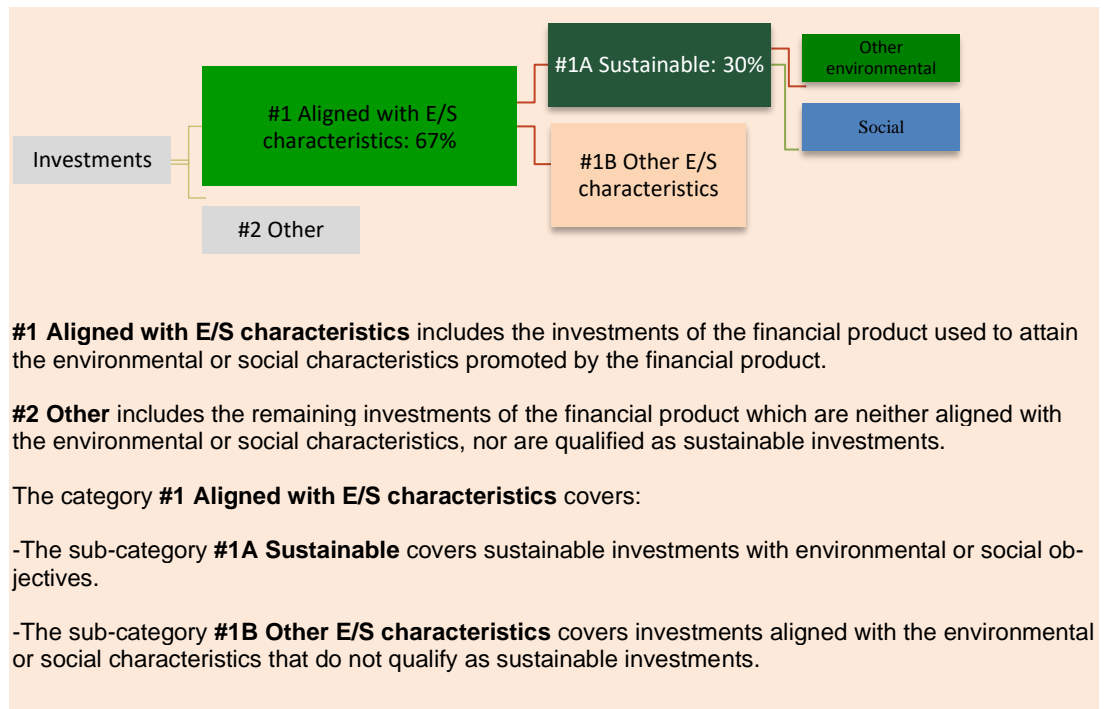 Other
environmental
#1A Sustainable: 30%
#1 Aligned with E/S
characteristics: 67%
Social
Investments
#1B Other E/S
characteristics
#2 Other
#1 Aligned with E/S characteristics includes the investments of the financial product used to attain
the environmental or social characteristics promoted by the financial product.
#2 Other includes the remaining investments of the financial product which are neither aligned with
the environmental or social characteristics, nor are qualified as sustainable investments.
The category #1 Aligned with E/S characteristics covers:
-The sub-category #1A Sustainable covers sustainable investments with environmental or social ob-
jectives.
-The sub-category #1B Other E/S characteristics covers investments aligned with the environmental
or social characteristics that do not qualify as sustainable investments.